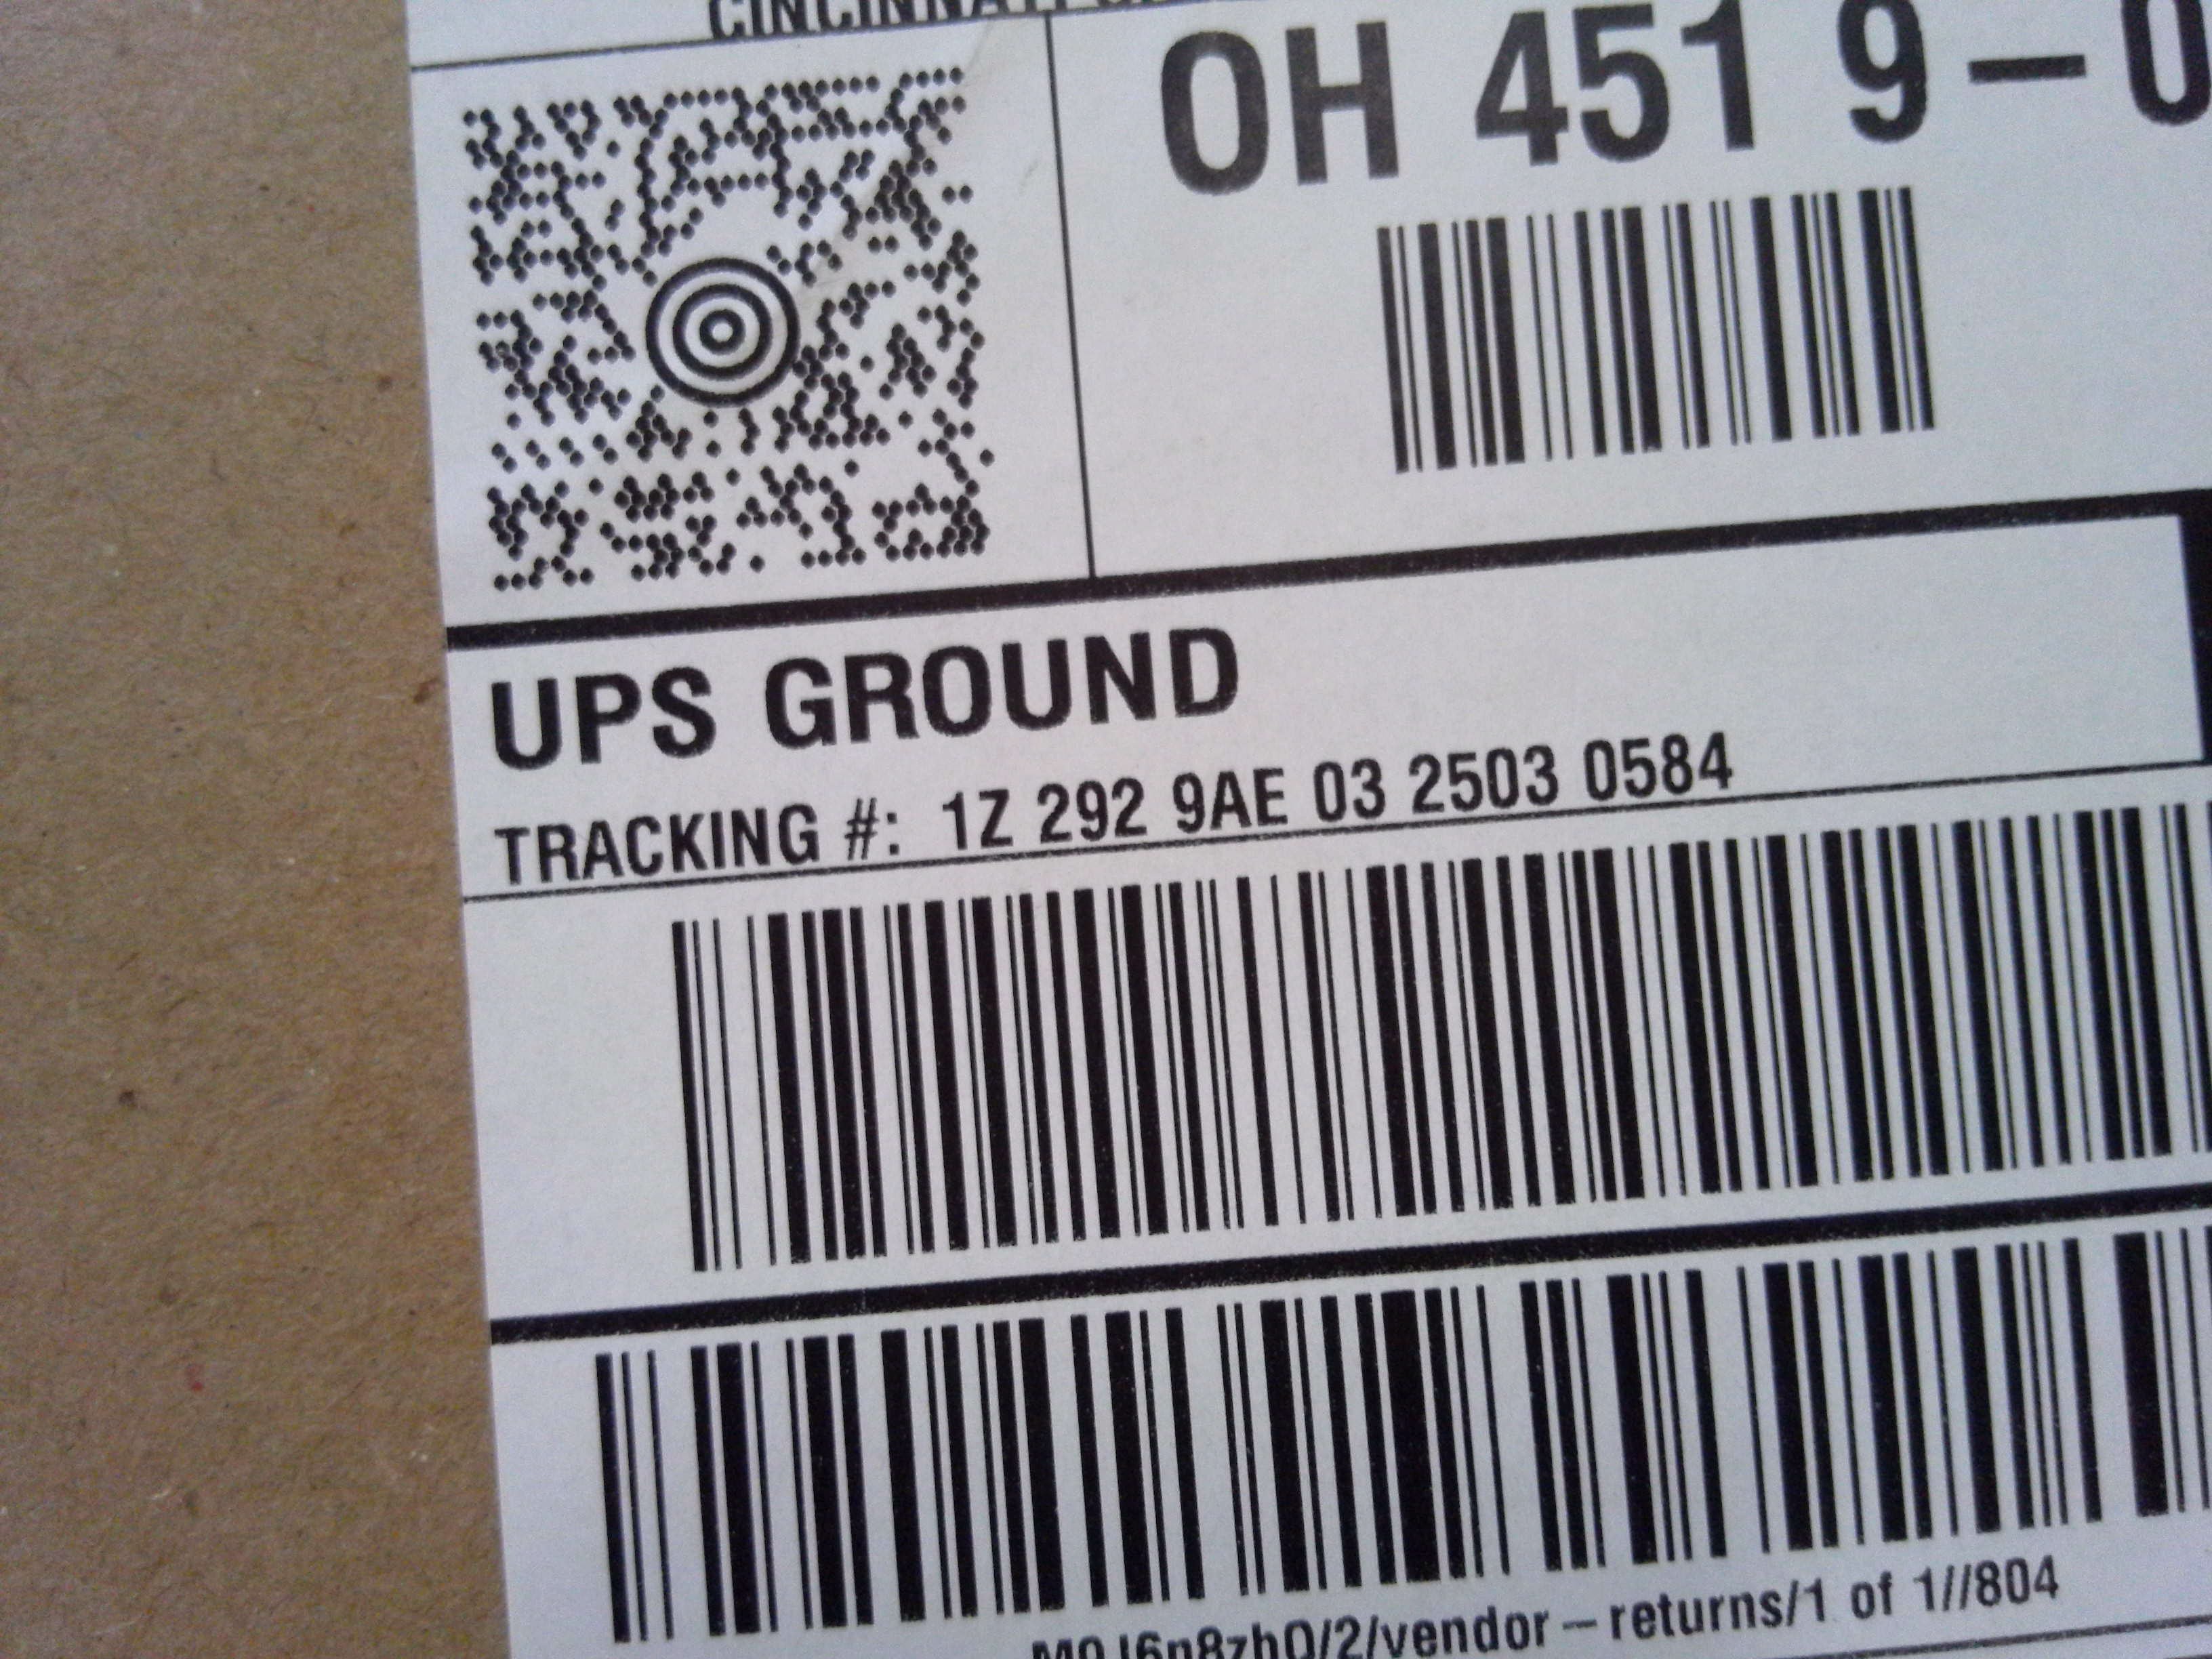 OH 451 9-0
UPS GROUND
TRACKING #: 1Z 292 9AE 03 2503 0584
/2/vendor-returns/1 of 1//804